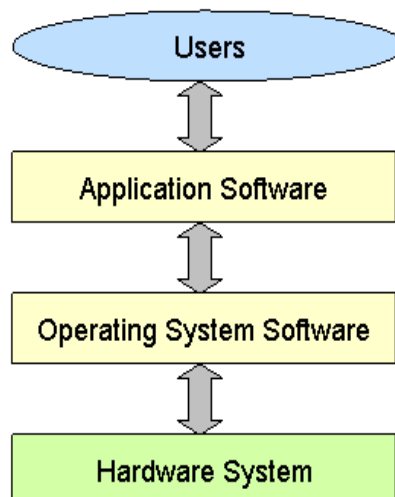 Users
Application Software
Operating System Software
Hardware System